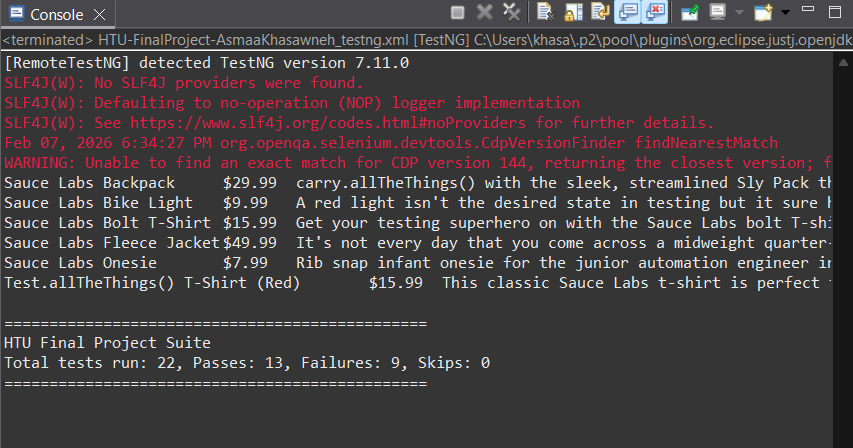 Console
<terminated> HTU-FinalProject-AsmaaKhasawneh_testng.xml [TestNG] C:\Users\khasa\.p2\pool\plugins\org.eclipse.justj.openjdk
[RemoteTestNG] detected TestNG version 7.11.0
SLF4J(W): No SLF4J providers were found.
SLF4J(W): Defaulting to no-operation (NOP) logger implementation
SLF4J(W): See https://www.slf4j.org/codes.html#noProviders for further details.
Feb 07, 2026 6:34:27 PM org.openqa.selenium.devtools.CdpVersionFinder findNearestMatch
WARNING: Unable to find an exact match for CDP version 144, returning the closest version; f
Sauce Labs Backpack $29.99 carry.allTheThings() with the sleek, streamlined Sly Pack th
Sauce Labs Bike Light $9.99 A red light isn't the desired state in testing but it sure h
Sauce Labs Bolt T-Shirt $15.99 Get your testing superhero on with the Sauce Labs bolt T-shi
Sauce Labs Fleece Jacket $49.99 It's not every day that you come across a midweight quarter-
Sauce Labs Onesie $7.99 Rib snap infant onesie for the junior automation engineer in
Test.allTheThings() T-Shirt (Red) $15.99 This classic Sauce Labs t-shirt is perfect
===============================================
HTU Final Project Suite
Total tests run: 22, Passes: 13, Failures: 9, Skips: 0
===============================================